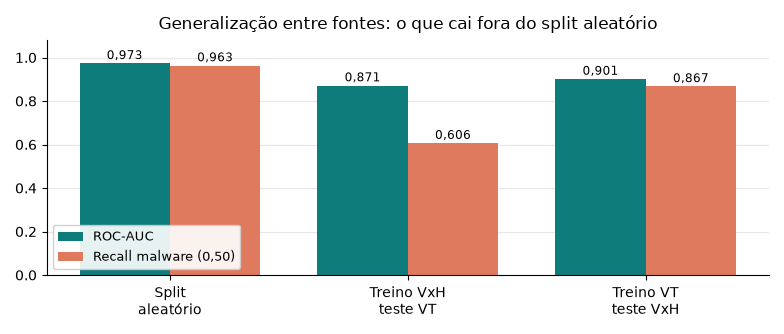 Generalização entre fontes: o que cai fora do split aleatório
1.0
0.8
0.6
0.4
0.2
0.0
0,973
0,963
0,871
0,606
0,901
0,867
ROC-AUC
Recall malware (0,50)
Split
aleatório
Treino VxH
teste VT
Treino VT
teste VxH